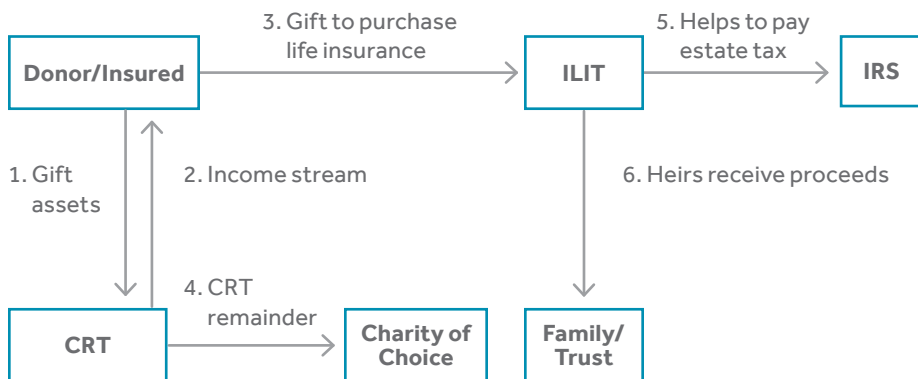 3. Gift to purchase
life insurance
5. Helps to pay
estate tax
Donor/Insured
ILIT
IRS
1. Gift
assets
2. Income stream
6. Heirs receive proceeds
4. CRT
remainder
CRT
Charity of
Choice
Family/
Trust